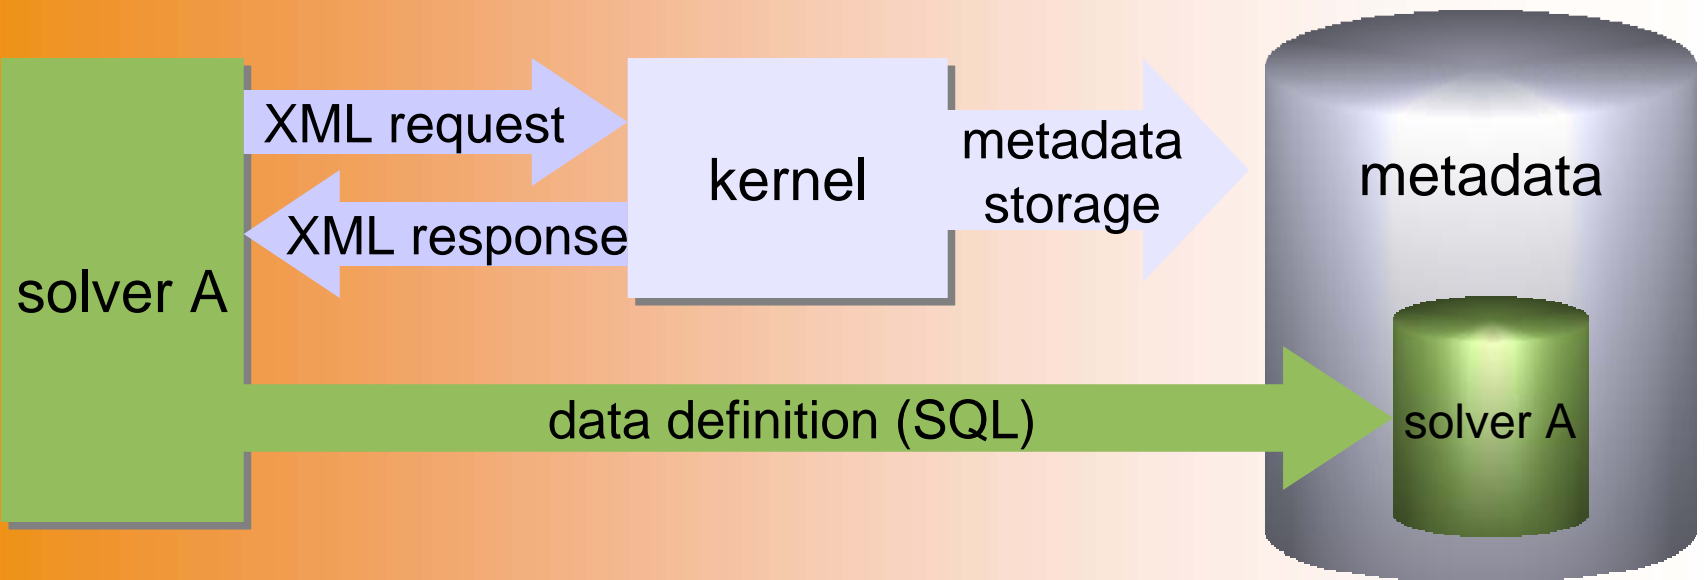 solver A
XML request
XML response
kernel
metadata
storage
metadata
data definition (SQL)
solver A